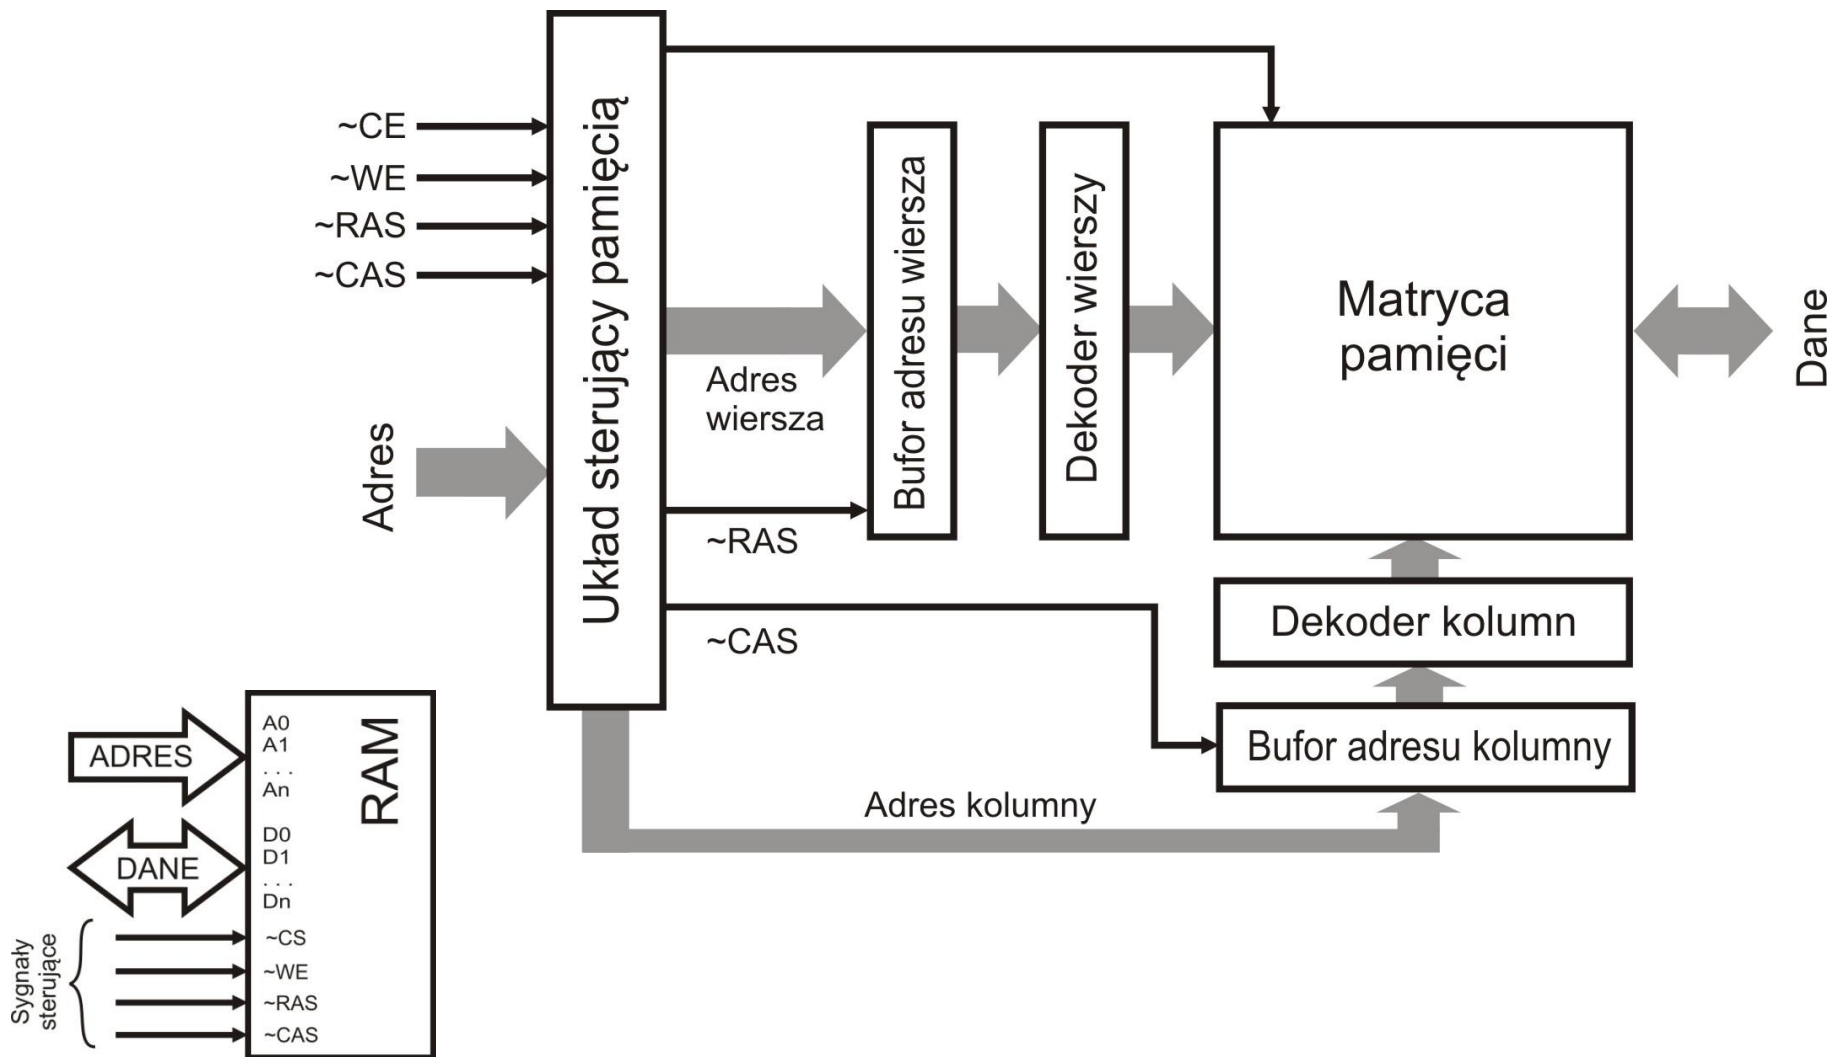 ~CE
~WE
~RAS
~CAS
Adres
Układ sterujący pamięcią
Adres
wiersza
~RAS
~CAS
Bufor adresu wiersza
Dekoder wierszy
Matryca
pamięci
Dane
Dekoder kolumn
Bufor adresu kolumny
Adres kolumny
ADRES
DANE
Sygnały
sterujące
RAM
A0
A1
. . .
An
D0
D1
. . .
Dn
~CS
~WE
~RAS
~CAS